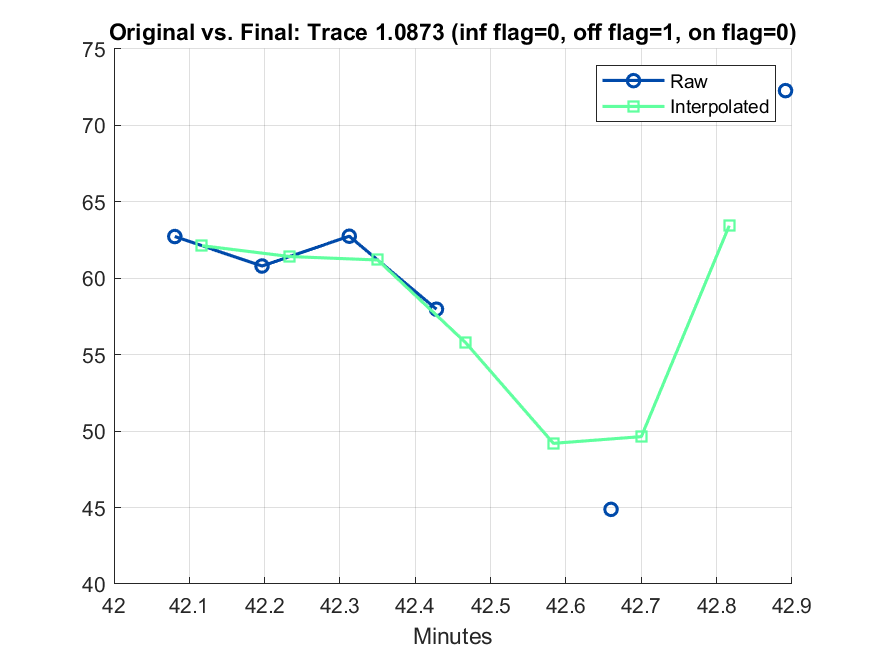 Original vs. Final: Trace 1.0873 (inf flag=0, off flag=1, on flag=0)
75
70
65
60
55
50
45
40
Raw
Interpolated
42 42.1 42.2 42.3 42.4 42.5 42.6 42.7 42.8 42.9
Minutes